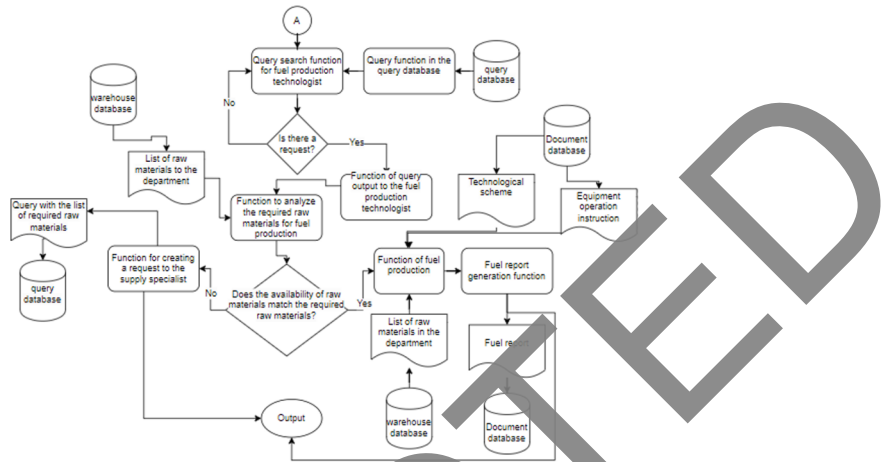 A
Query search function
for fuel production
technologist
Query function in the
query database
query
database
warehouse
database
No
Is there a
request?
Yes
Document
database
List of raw
materials to the
department
Function of query
output to the fuel
production
technologist
Technological
scheme
Equipment
operation
instruction
Query with the list
of required raw
materials
Function to analyze
the required raw
materials for fuel
production
Function for creating
a request to the
supply specialist
Function of fuel
production
Fuel report
generation function
query
database
No
Does the availability of raw
materials match the required
raw materials?
Yes
List of raw
materials in the
department
Fuel report
Output
warehouse
database
Document
database
TED